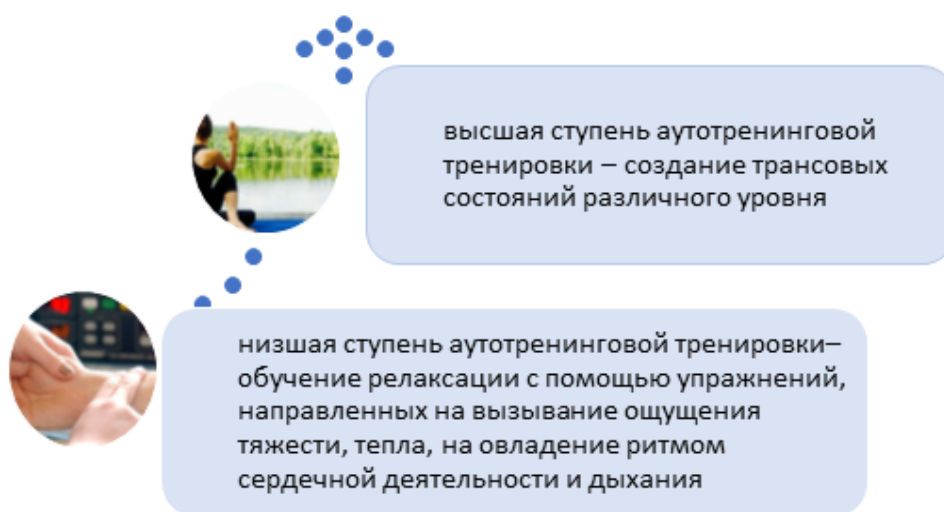 высшая ступень аутотренинговой
тренировки – создание трансовых
состояний различного уровня
низшая ступень аутотренинговой тренировки–
обучение релаксации с помощью упражнений,
направленных на вызывание ощущения
тяжести, тепла, на овладение ритмом
сердечной деятельности и дыхания